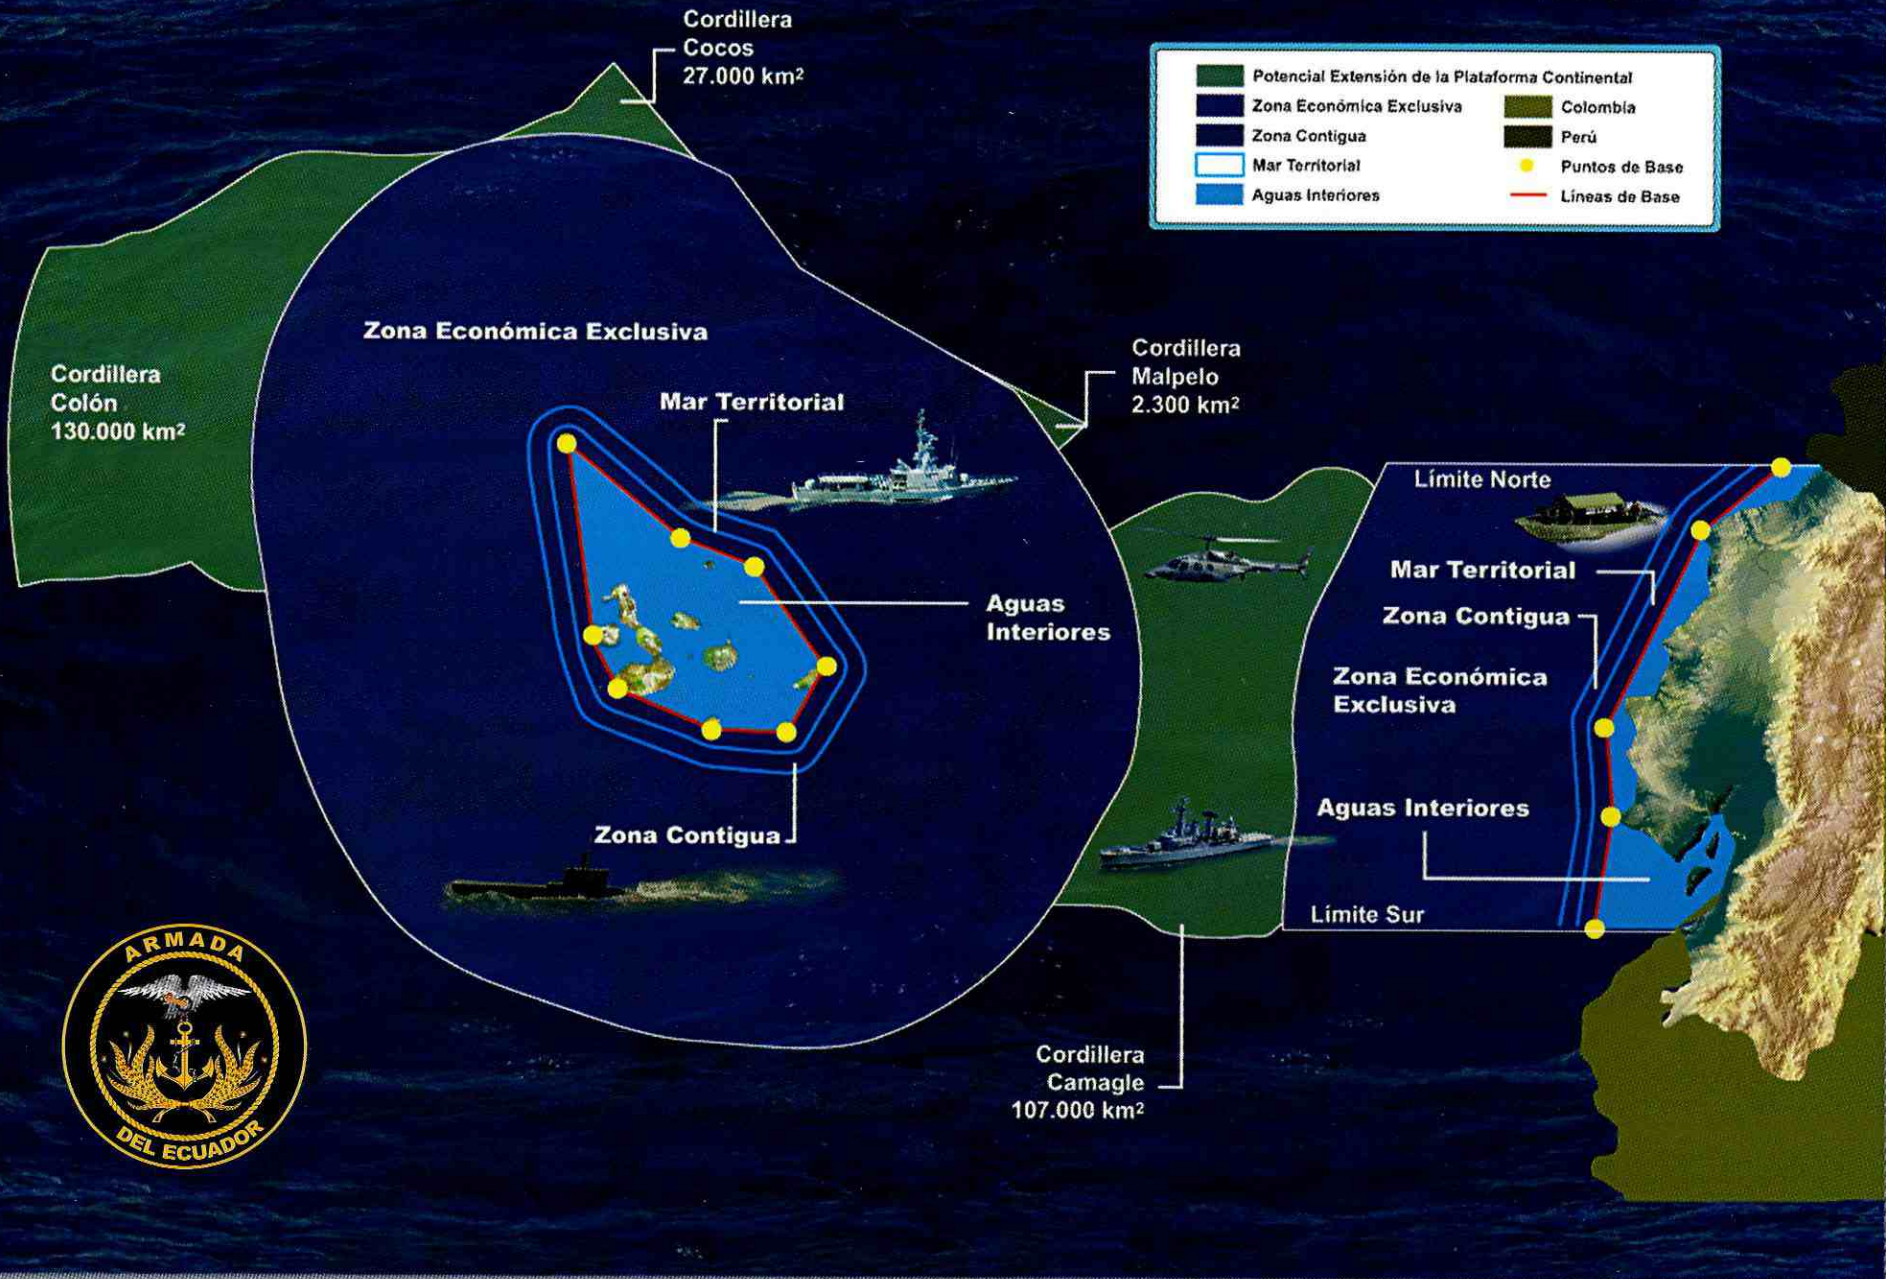 Cordillera
Cocos
27.000 km²
Potencial Extensión de la Plataforma Continental
Zona Económica Exclusiva
Zona Contigua
Mar Territorial
Aguas Interiores
Colombia
Perú
Puntos de Base
Líneas de Base
Zona Económica Exclusiva
Cordillera
Colón
130.000 km²
Mar Territorial
Cordillera
Malpelo
2.300 km²
Límite Norte
Mar Territorial
Zona Contigua
Zona Económica
Exclusiva
Aguas
Interiores
Aguas Interiores
Zona Contigua
Límite Sur
ARMADA
DEL ECUADOR
Cordillera
Camagle
107.000 km²